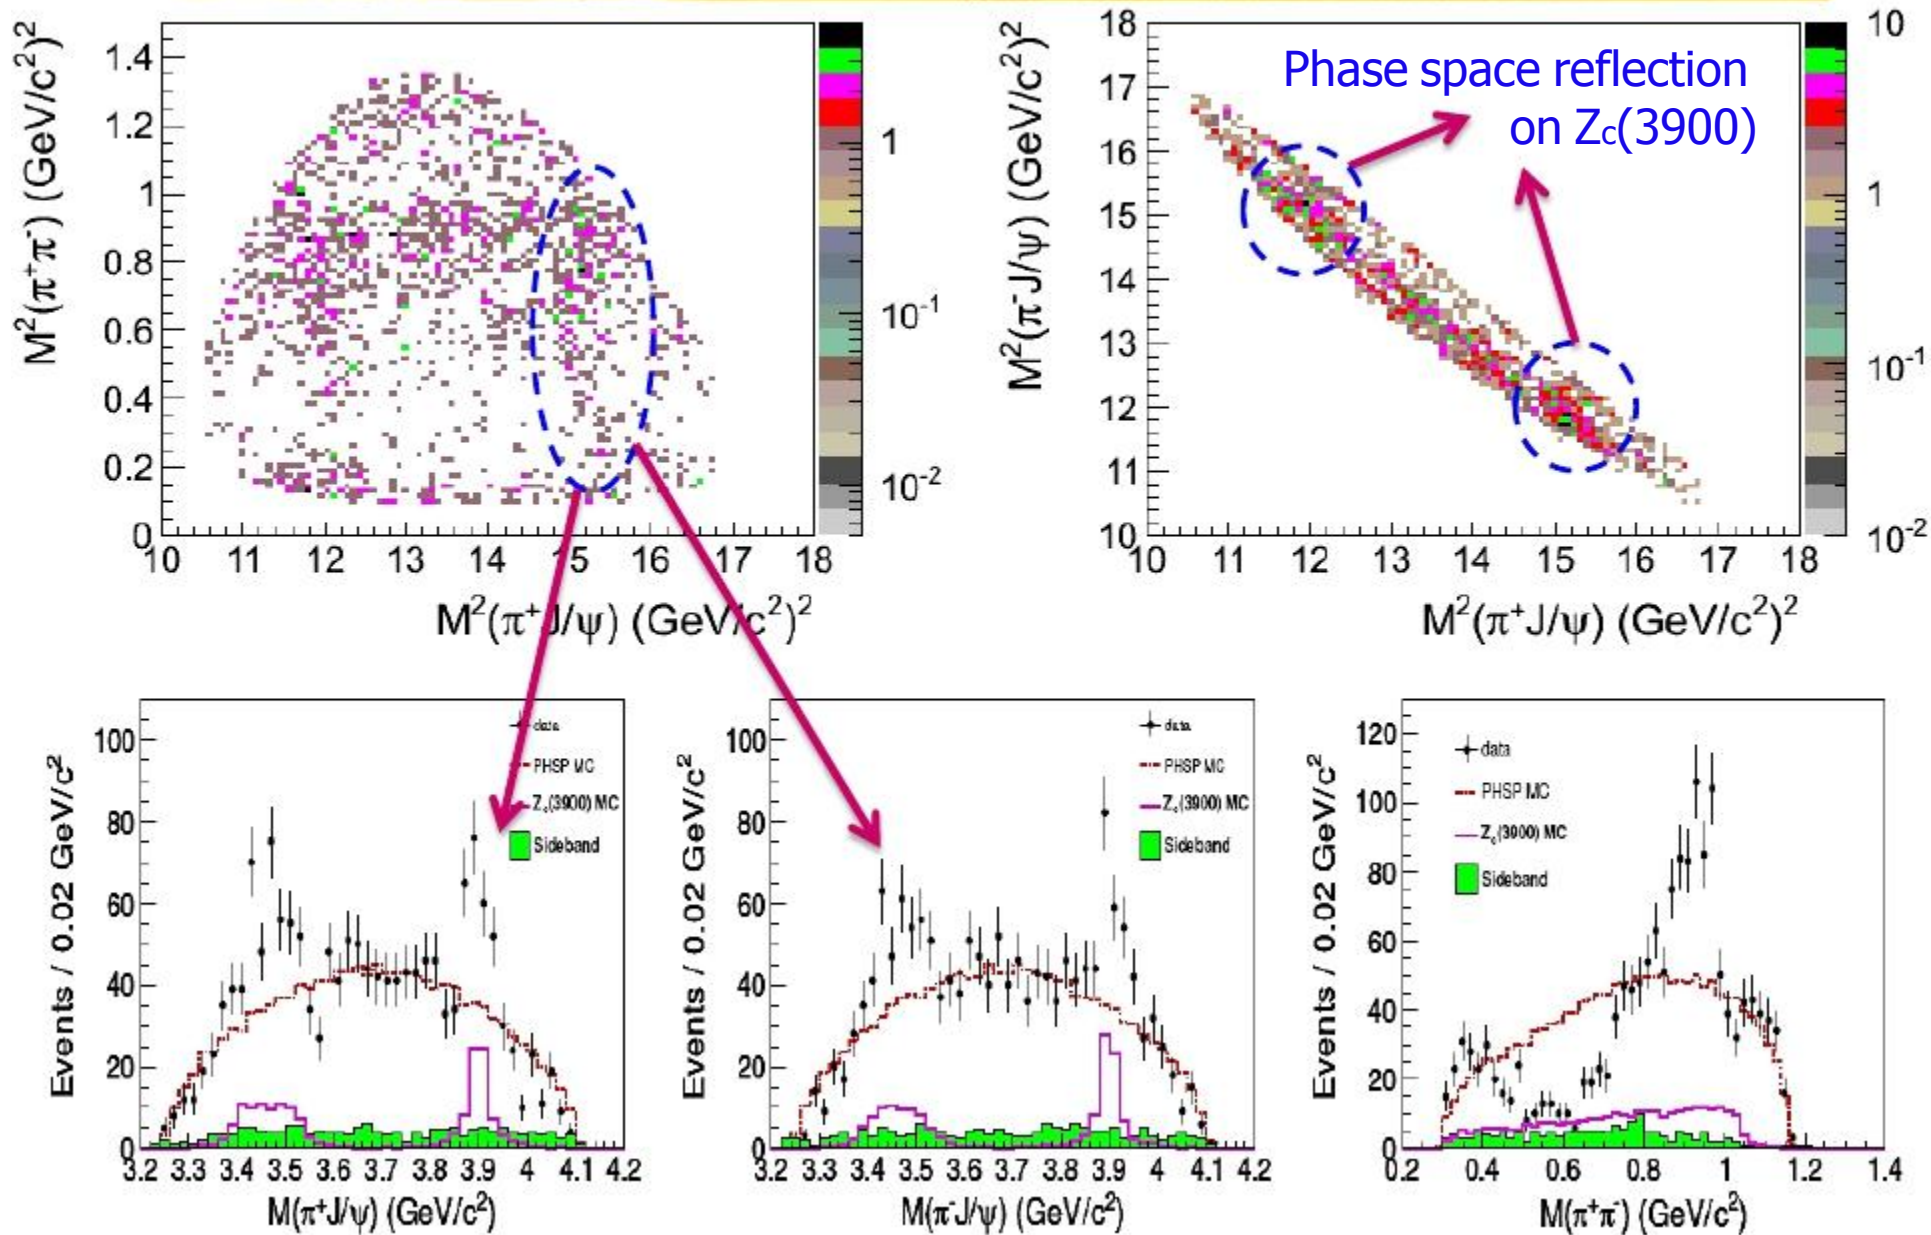 M²(π⁺π⁻) (GeV/c²)²
1.4
1.2
1
0.8
0.6
0.4
0.2
0
10 11 12 13 14 15 16 17 18
M²(π⁺J/ψ) (GeV/c²)²
1
10⁻¹
10⁻²
M²(π⁻J/ψ) (GeV/c²)²
18
17
16
15
14
13
12
11
10
10 11 12 13 14 15 16 17 18
M²(π⁺J/ψ) (GeV/c²)²
Phase space reflection
on Zc(3900)
10
1
10⁻¹
10⁻²
Events / 0.02 GeV/c²
100
80
60
40
20
0
3.2 3.3 3.4 3.5 3.6 3.7 3.8 3.9 4 4.1 4.2
M(π⁺J/ψ) (GeV/c²)
data
PHSP MC
Zc(3900) MC
Sideband
Events / 0.02 GeV/c²
100
80
60
40
20
0
3.2 3.3 3.4 3.5 3.6 3.7 3.8 3.9 4 4.1 4.2
M(π⁻J/ψ) (GeV/c²)
data
PHSP MC
Zc(3900) MC
Sideband
Events / 0.02 GeV/c²
120
100
80
60
40
20
0
0.2 0.4 0.6 0.8 1 1.2 1.4
M(π⁺π⁻) (GeV/c²)
data
PHSP MC
Zc(3900) MC
Sideband